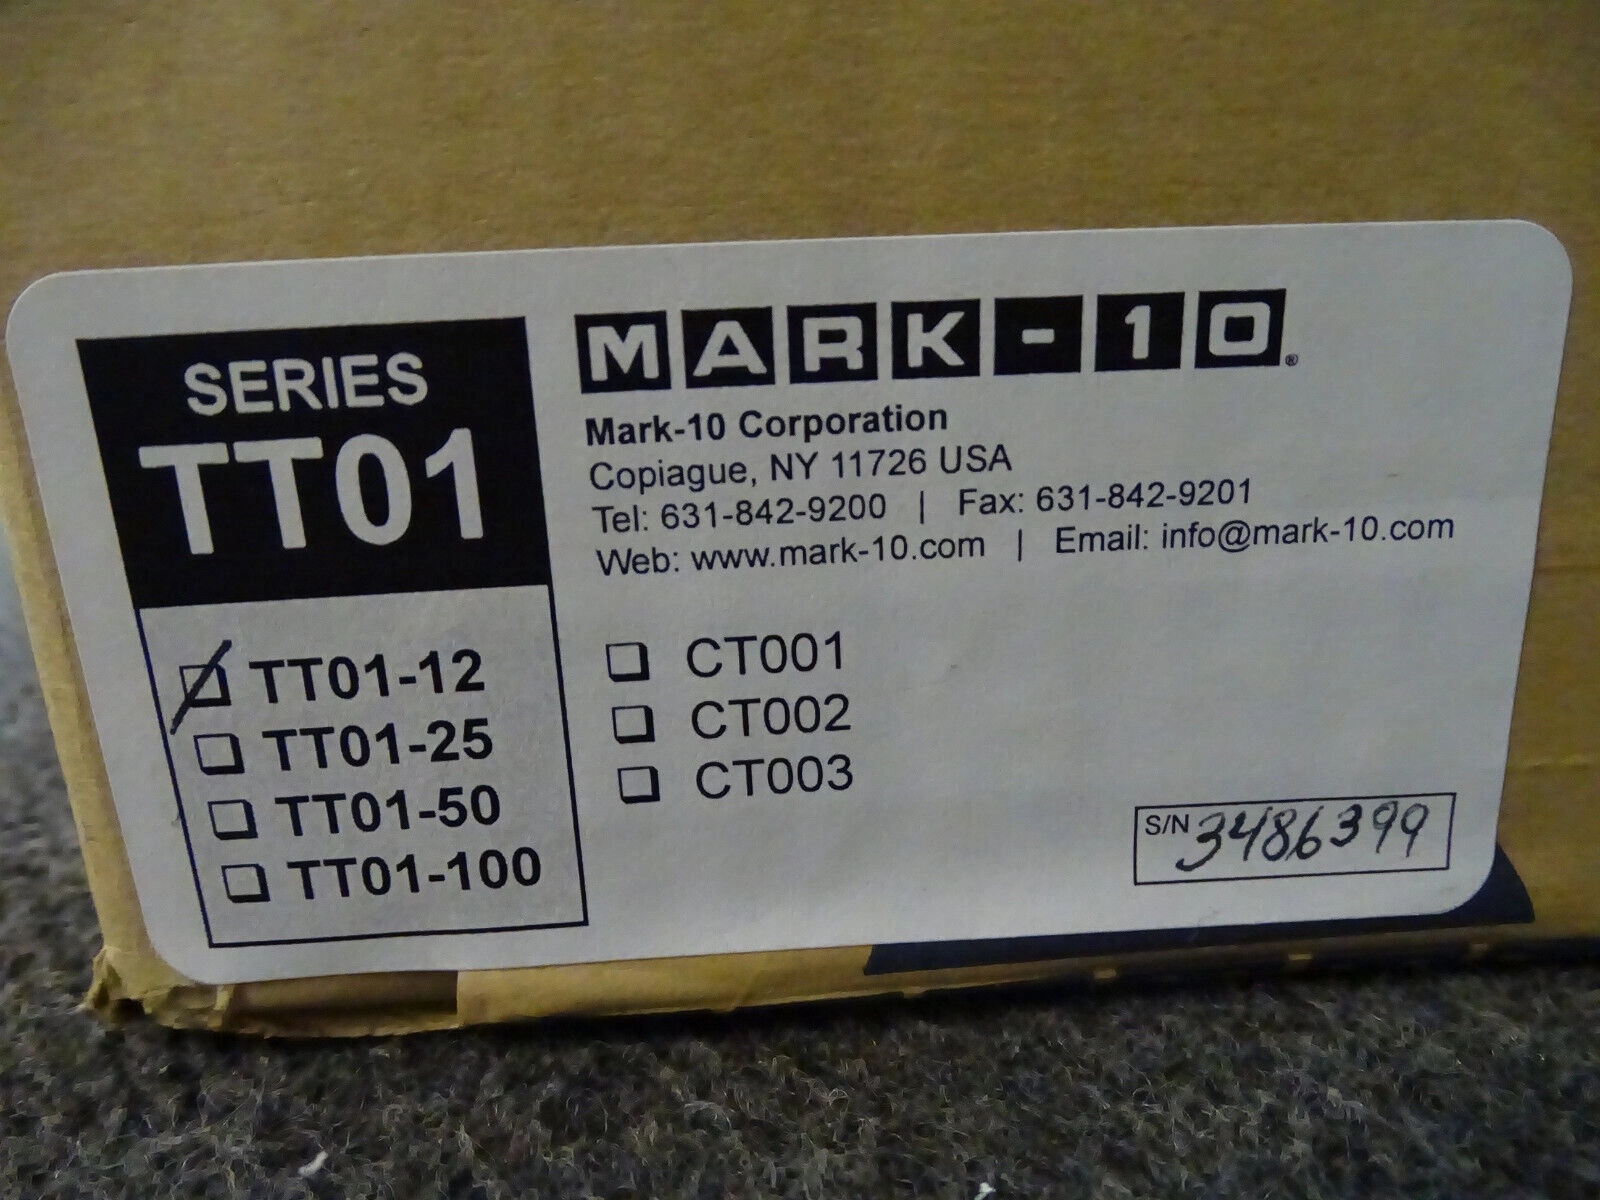 SERIES
TT01
MARK-10®
Mark-10 Corporation
Copiague, NY 11726 USA
Tel: 631-842-9200 | Fax: 631-842-9201
Web: www.mark-10.com | Email: info@mark-10.com
TT01-12
TT01-25
TT01-50
TT01-100
CT001
CT002
CT003
S/N 3486399